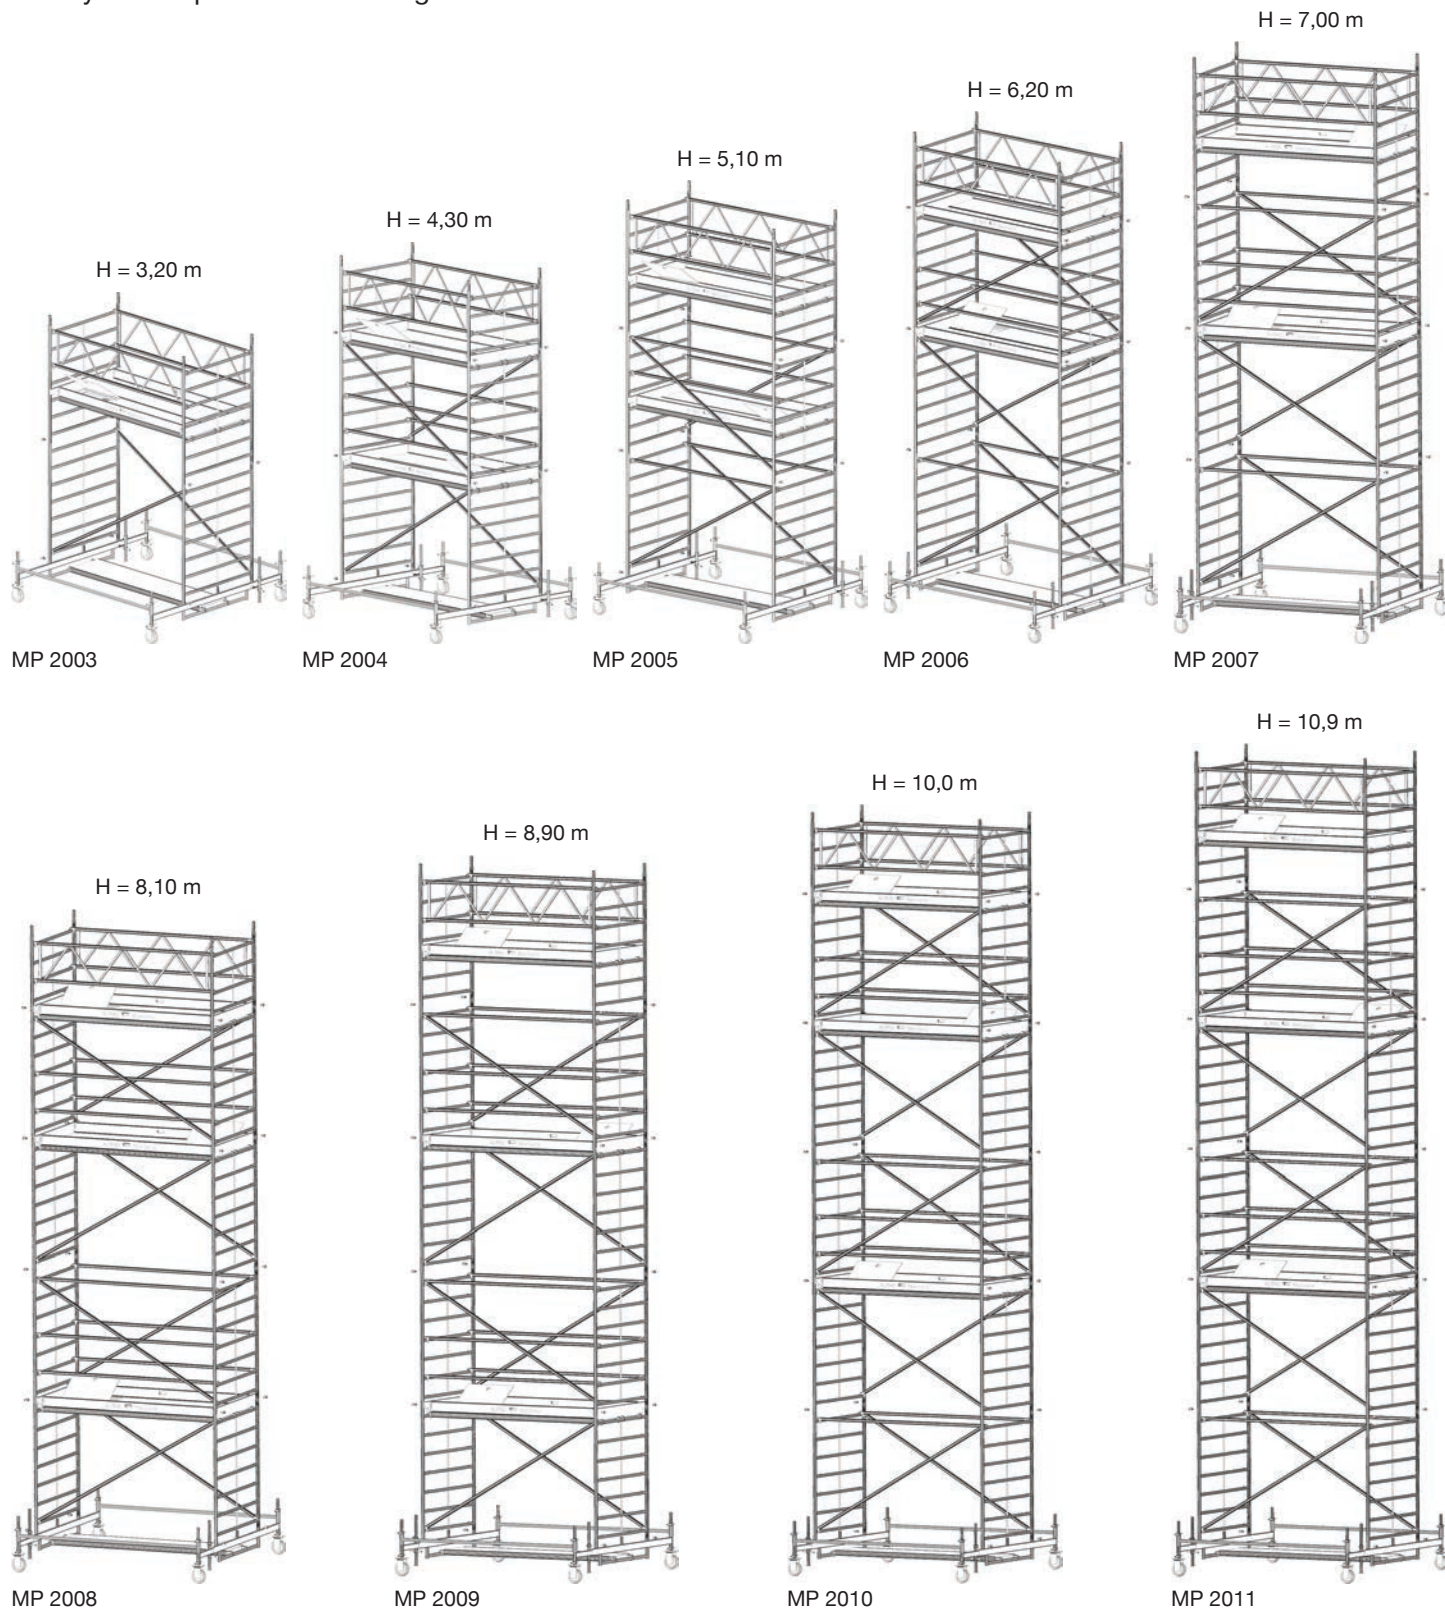 H = 7,00 m
H = 6,20 m
H = 5,10 m
H = 4,30 m
H = 3,20 m
MP 2003
MP 2004
MP 2005
MP 2006
MP 2007
H = 10,9 m
H = 10,0 m
H = 8,90 m
H = 8,10 m
MP 2008
MP 2009
MP 2010
MP 2011